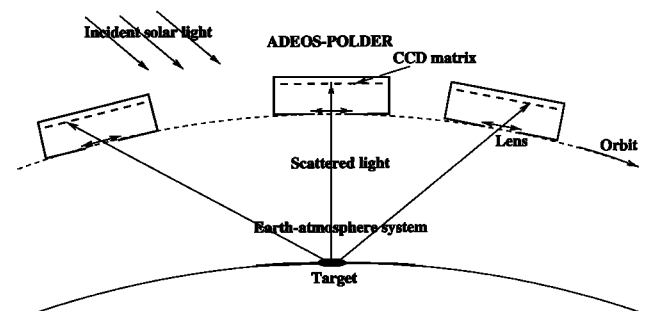 Incident solar light
ADEOS-POLDER
CCD matrix
Lens
Orbit
Scattered light
Earth-atmosphere system
Target